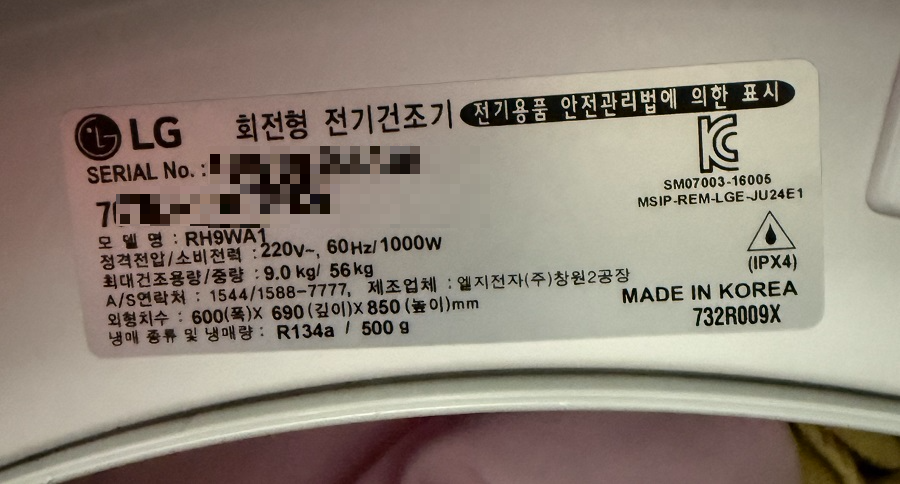 LG 회전형 전기건조기 전기용품 안전관리법에 의한 표시
SERIAL No. :
SM07003-16005
MSIP-REM-LGE-JU24E1
모 델 명 : RH9WA1
정격전압/소비전력 : 220V~, 60Hz/1000W
최대건조용량/중량 : 9.0 kg/ 56 kg
(IPX4)
A/S연락처 : 1544/1588-7777, 제조업체 : 엘지전자(주)창원2공장
외형치수 : 600(폭)X 690(깊이)X 850(높이)mm
MADE IN KOREA
냉매 종류 및 냉매량 : R134a / 500 g
732R009X